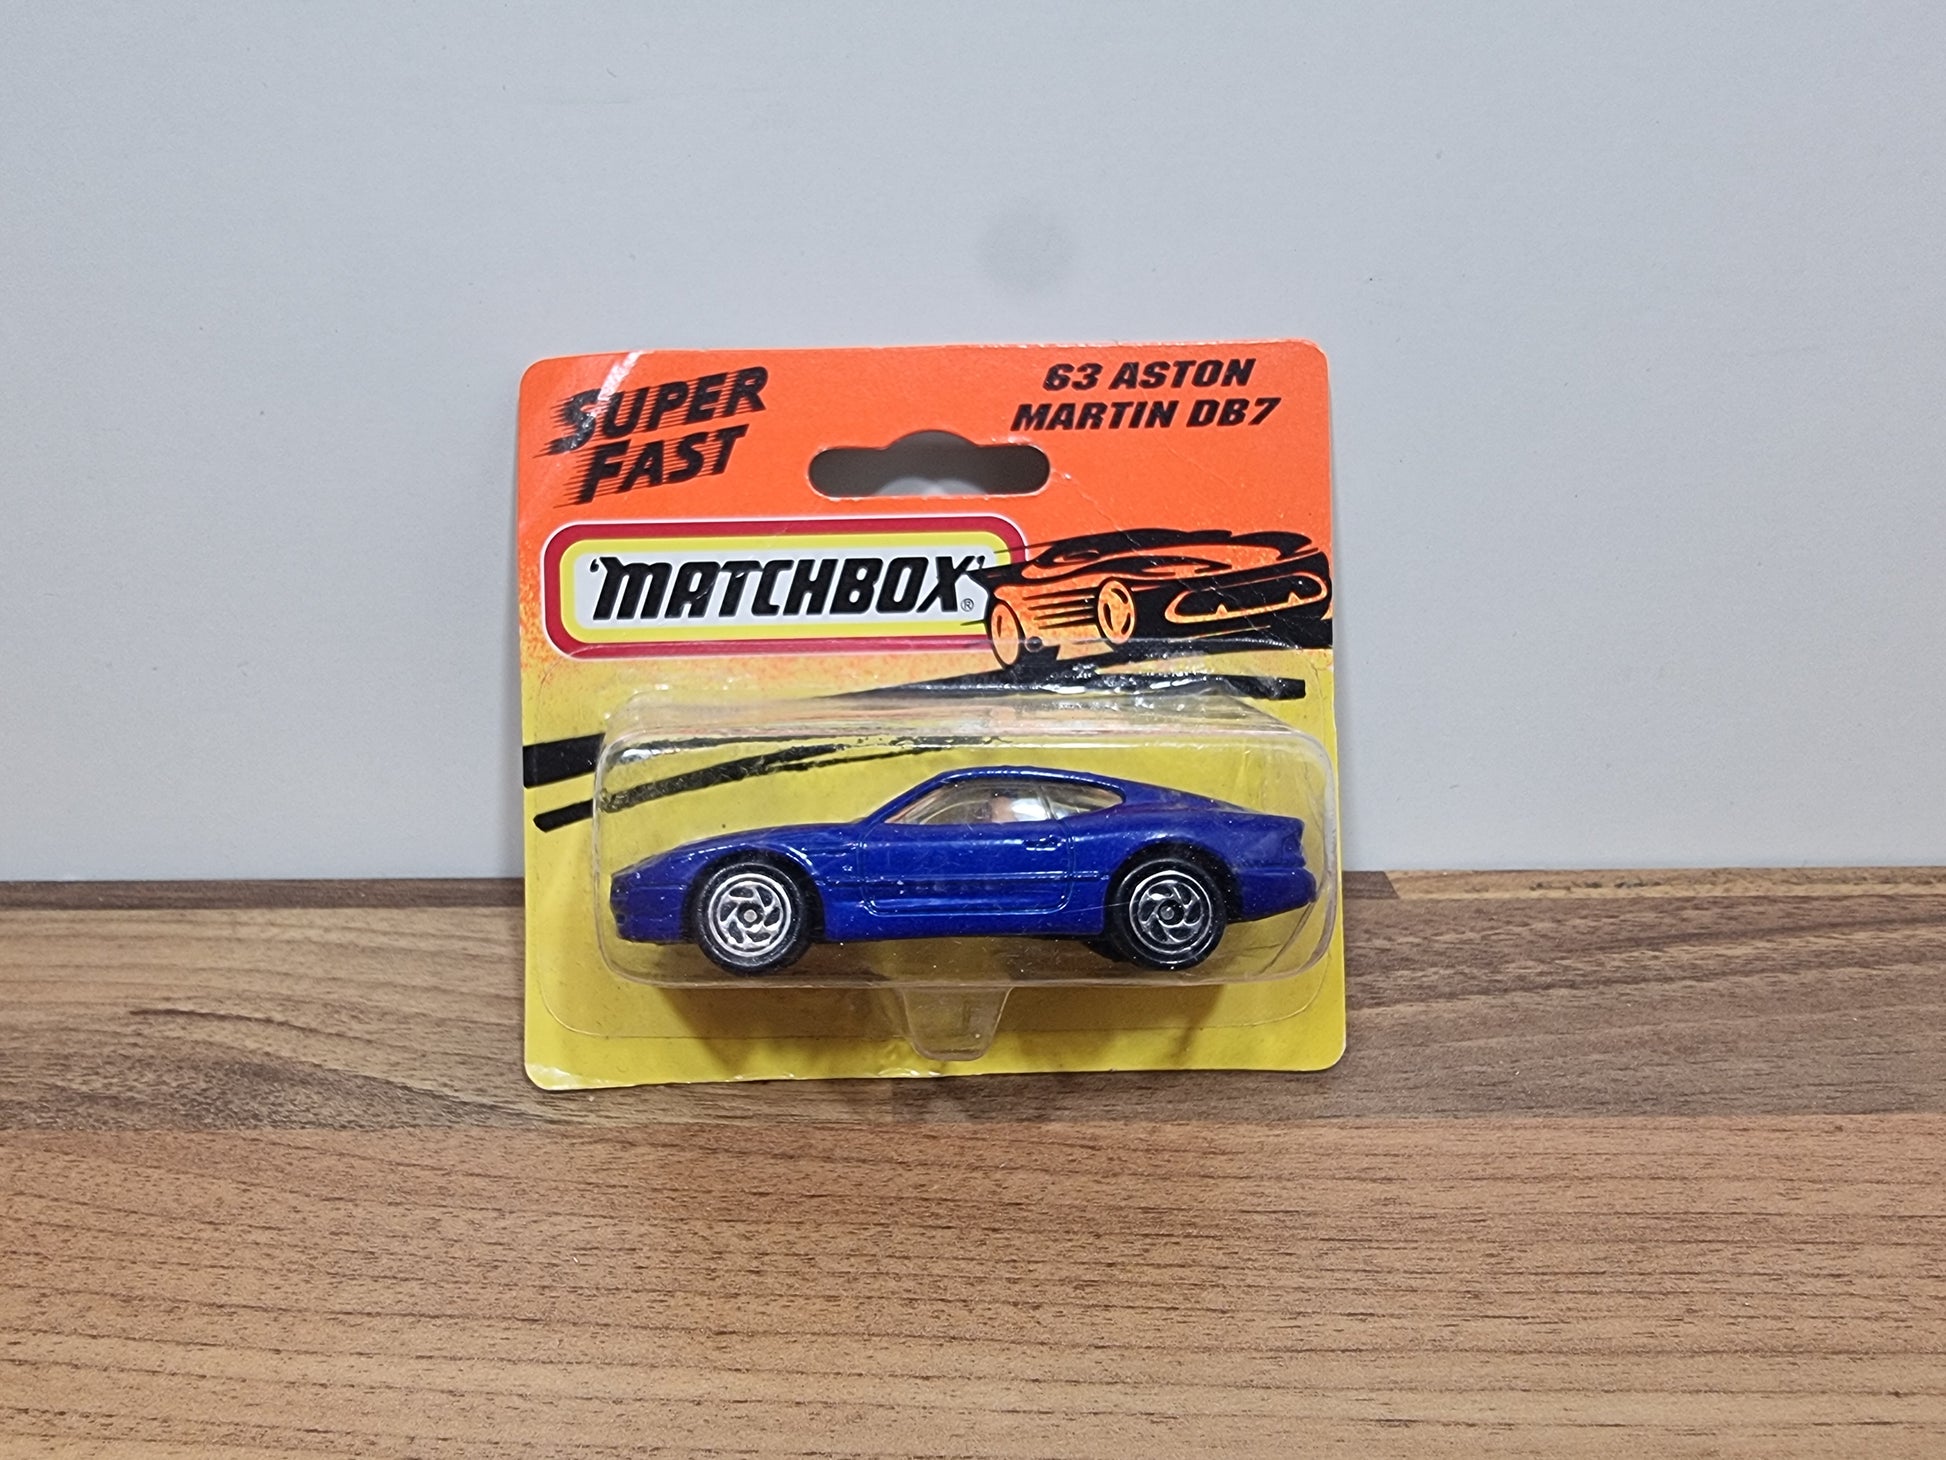 SUPER
FAST
63 ASTON
MARTIN DB7
'MATCHBOX'®